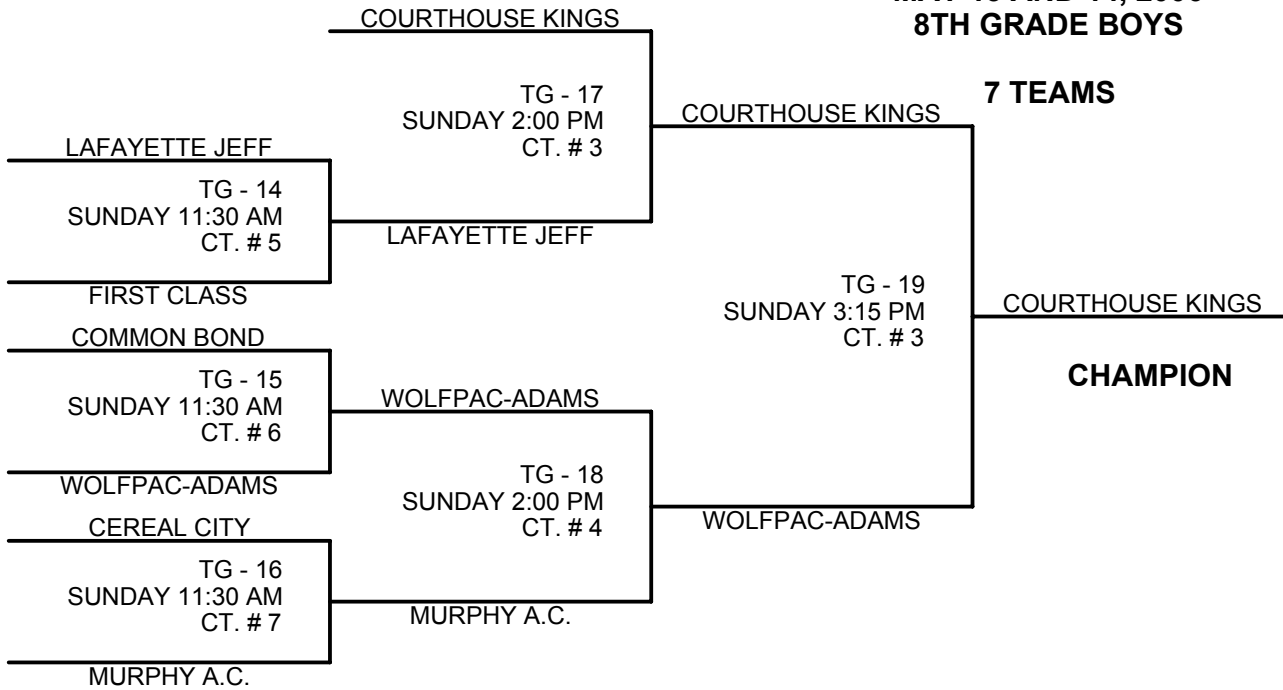 COURTHOUSE KINGS
8TH GRADE BOYS
7 TEAMS
TG - 17
SUNDAY 2:00 PM
CT. # 3
COURTHOUSE KINGS
LAFAYETTE JEFF
TG - 14
SUNDAY 11:30 AM
CT. # 5
LAFAYETTE JEFF
FIRST CLASS
TG - 19
SUNDAY 3:15 PM
CT. # 3
COURTHOUSE KINGS
CHAMPION
COMMON BOND
TG - 15
SUNDAY 11:30 AM
CT. # 6
WOLFPAC-ADAMS
WOLFPAC-ADAMS
TG - 18
SUNDAY 2:00 PM
CT. # 4
WOLFPAC-ADAMS
CEREAL CITY
TG - 16
SUNDAY 11:30 AM
CT. # 7
MURPHY A.C.
MURPHY A.C.